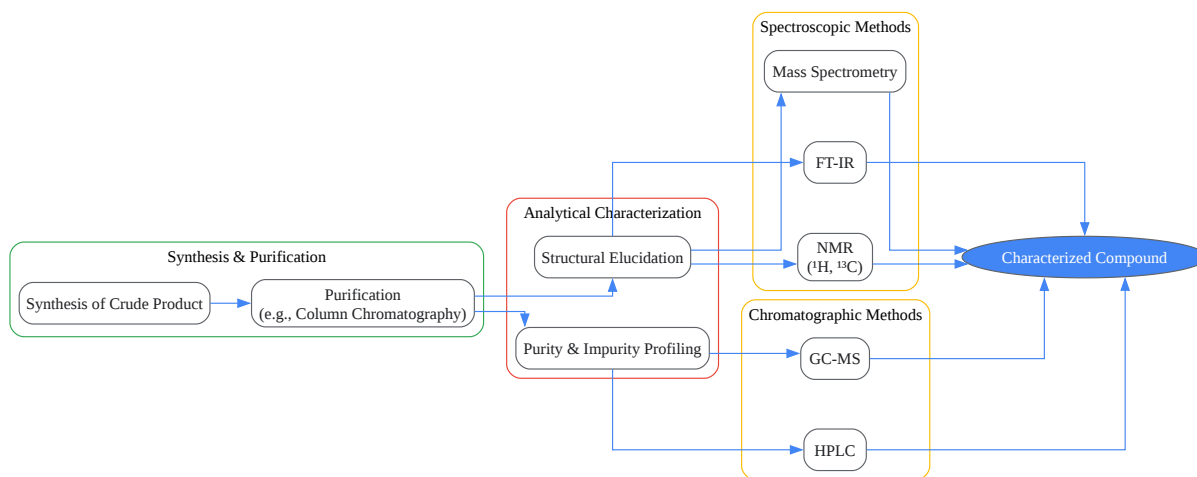 Spectroscopic Methods
Mass Spectrometry
FT-IR
Analytical Characterization
Structural Elucidation
NMR
(¹H, ¹³C)
Characterized Compound
Synthesis & Purification
Synthesis of Crude Product
Purification
(e.g., Column Chromatography)
Purity & Impurity Profiling
Chromatographic Methods
GC-MS
HPLC